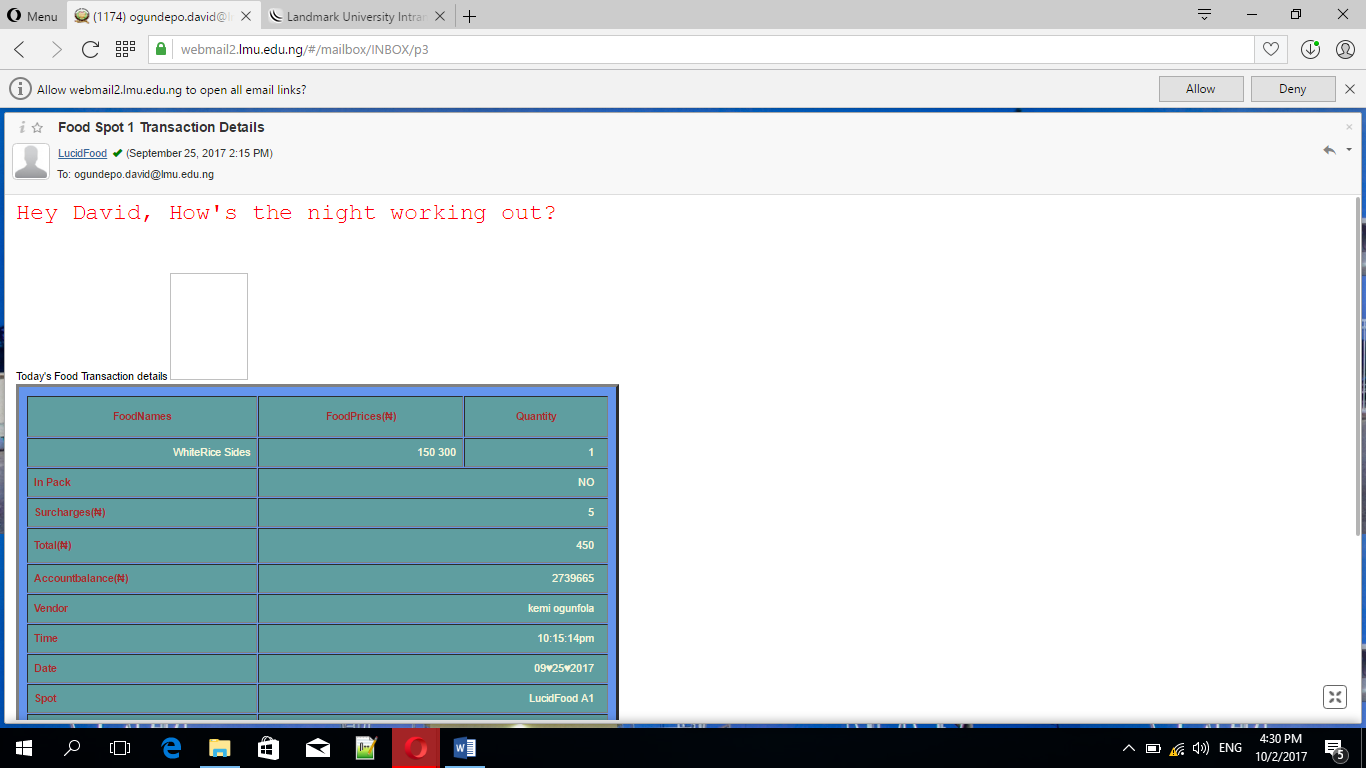 Menu
(1174) ogundepo.david@l
Landmark University Intran
webmail2.lmu.edu.ng/#/mailbox/INBOX/p3
Allow webmail2.lmu.edu.ng to open all email links?
Allow
Deny
Food Spot 1 Transaction Details
LucidFood (September 25, 2017 2:15 PM)
To: ogundepo.david@lmu.edu.ng
Hey David, How's the night working out?
Today's Food Transaction details
FoodNames FoodPrices(₦) Quantity
WhiteRice Sides 150 300 1
In Pack NO
Surcharges(₦) 5
Total(₦) 450
Accountbalance(₦) 2739665
Vendor kemi ogunfola
Time 10:15:14pm
Date 09♥25♥2017
Spot LucidFood A1
ENG
4:30 PM
10/2/2017
5